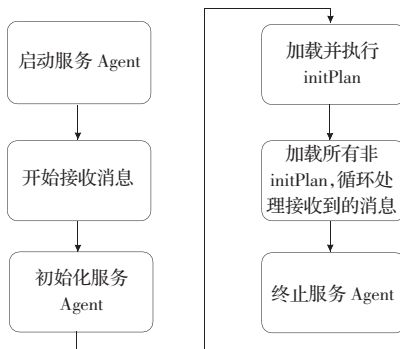 启动服务 Agent
开始接收消息
初始化服务
Agent
加载并执行
initPlan
加载所有非
initPlan,循环处
理接收到的消息
终止服务 Agent